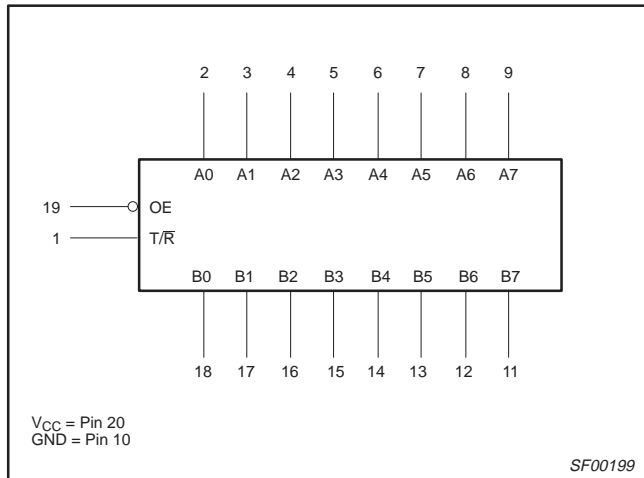 2 3 4 5 6 7 8 9
A0 A1 A2 A3 A4 A5 A6 A7
19 OE
1 T/R̅
B0 B1 B2 B3 B4 B5 B6 B7
18 17 16 15 14 13 12 11
VCC = Pin 20
GND = Pin 10
SF00199